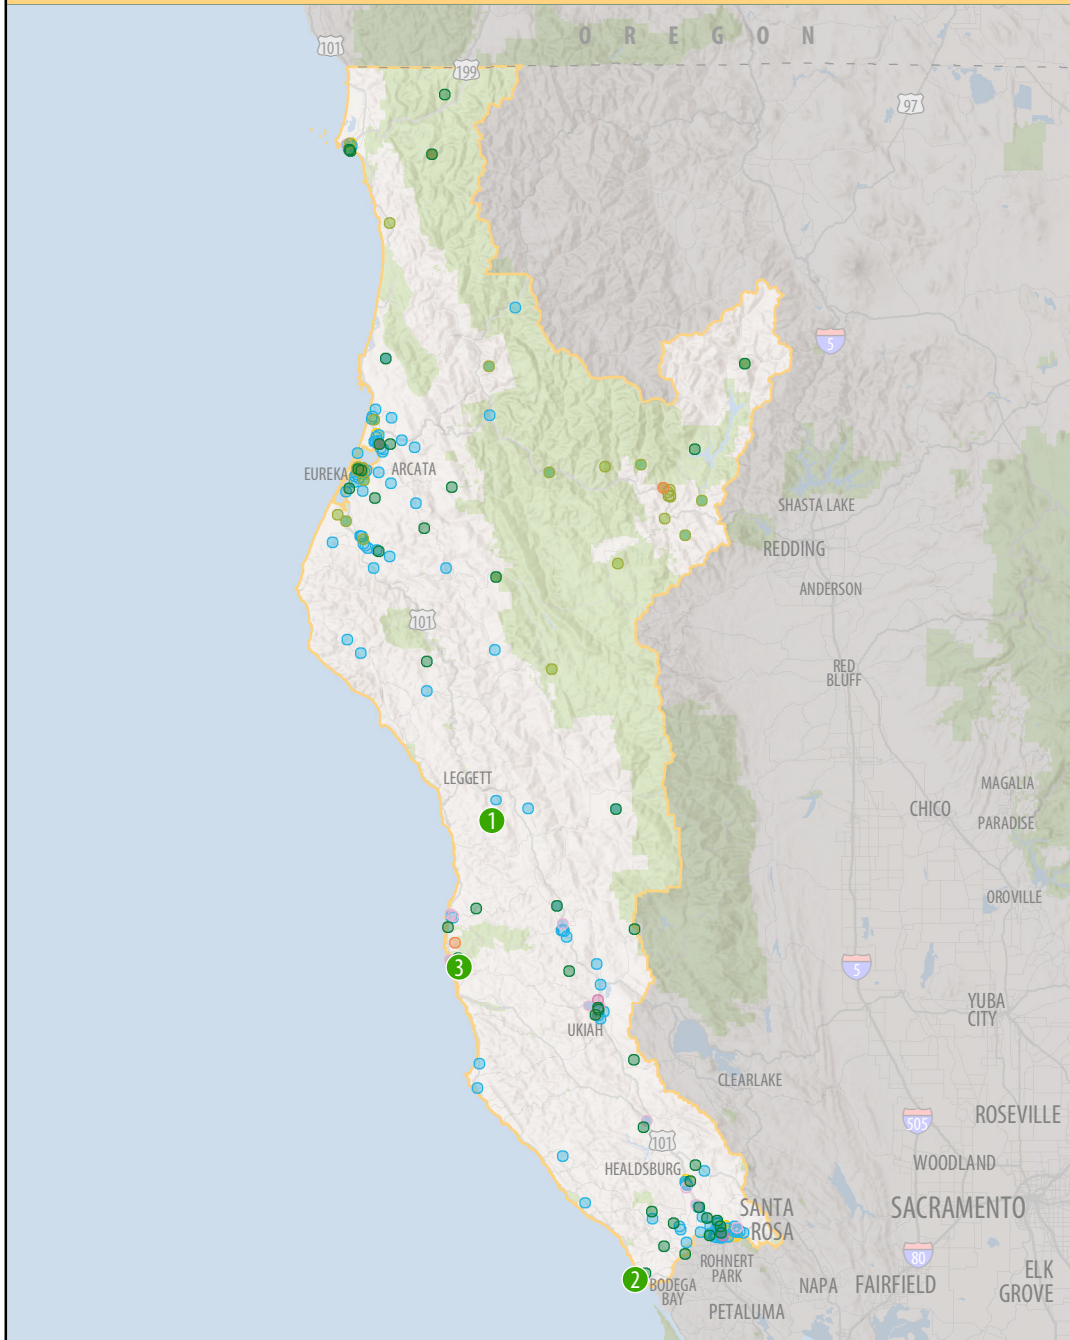 OREGON
101
199
97
5
EUREKA
ARCATA
SHASTA LAKE
REDDING
ANDERSON
101
RED
BLUFF
LEGGETT
MAGALIA
CHICO
PARADISE
1
OROVILLE
3
5
YUBA
CITY
UKIAH
CLEARLAKE
ROSEVILLE
505
101
WOODLAND
HEALDSBURG
SACRAMENTO
SANTA
ROSA
80
ROHNERT
PARK
ELK
GROVE
2
BODEGA
BAY
NAPA
FAIRFIELD
PETALUMA